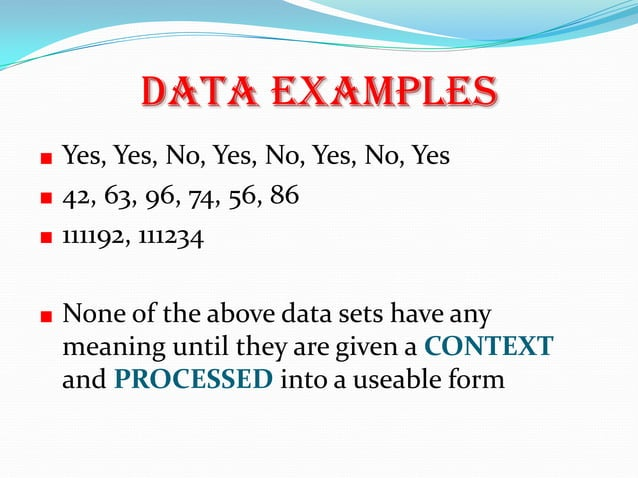 DATA EXAMPLES
Yes, Yes, No, Yes, No, Yes, No, Yes
42, 63, 96, 74, 56, 86
111192, 111234
None of the above data sets have any
meaning until they are given a CONTEXT
and PROCESSED into a useable form